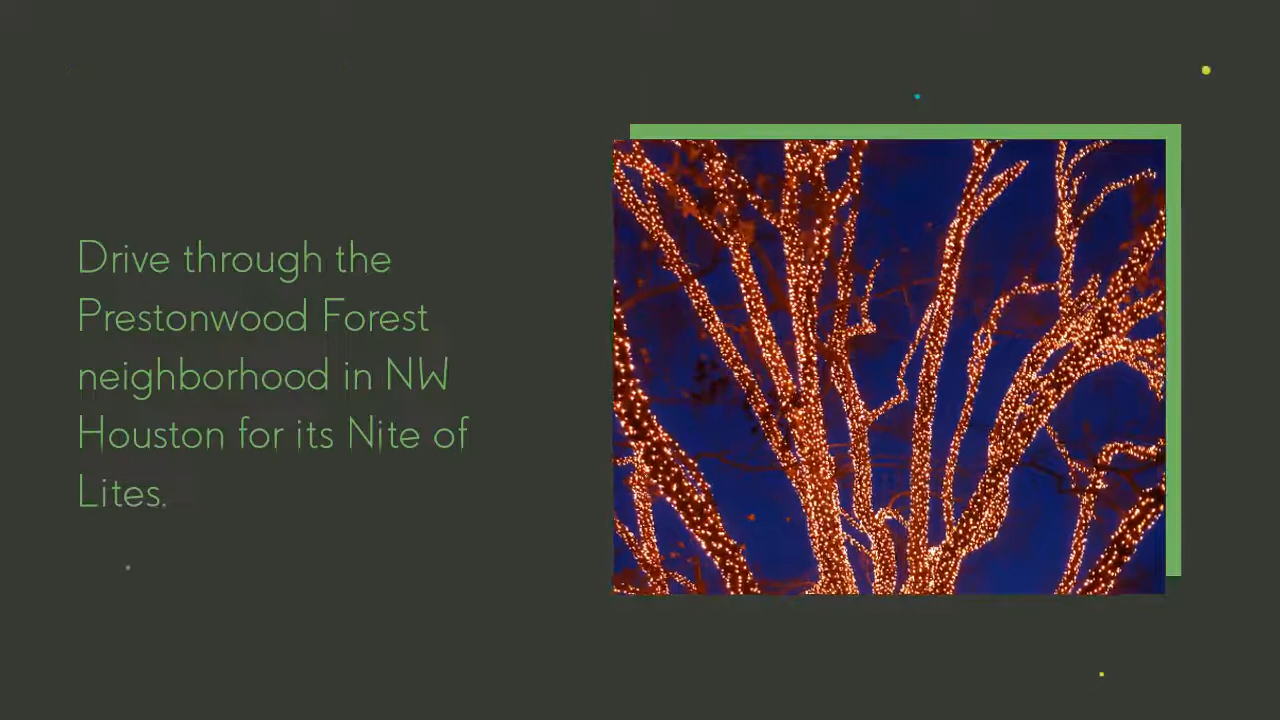 Drive through the
Prestonwood Forest
neighborhood in NW
Houston for its Nite of
Lites.